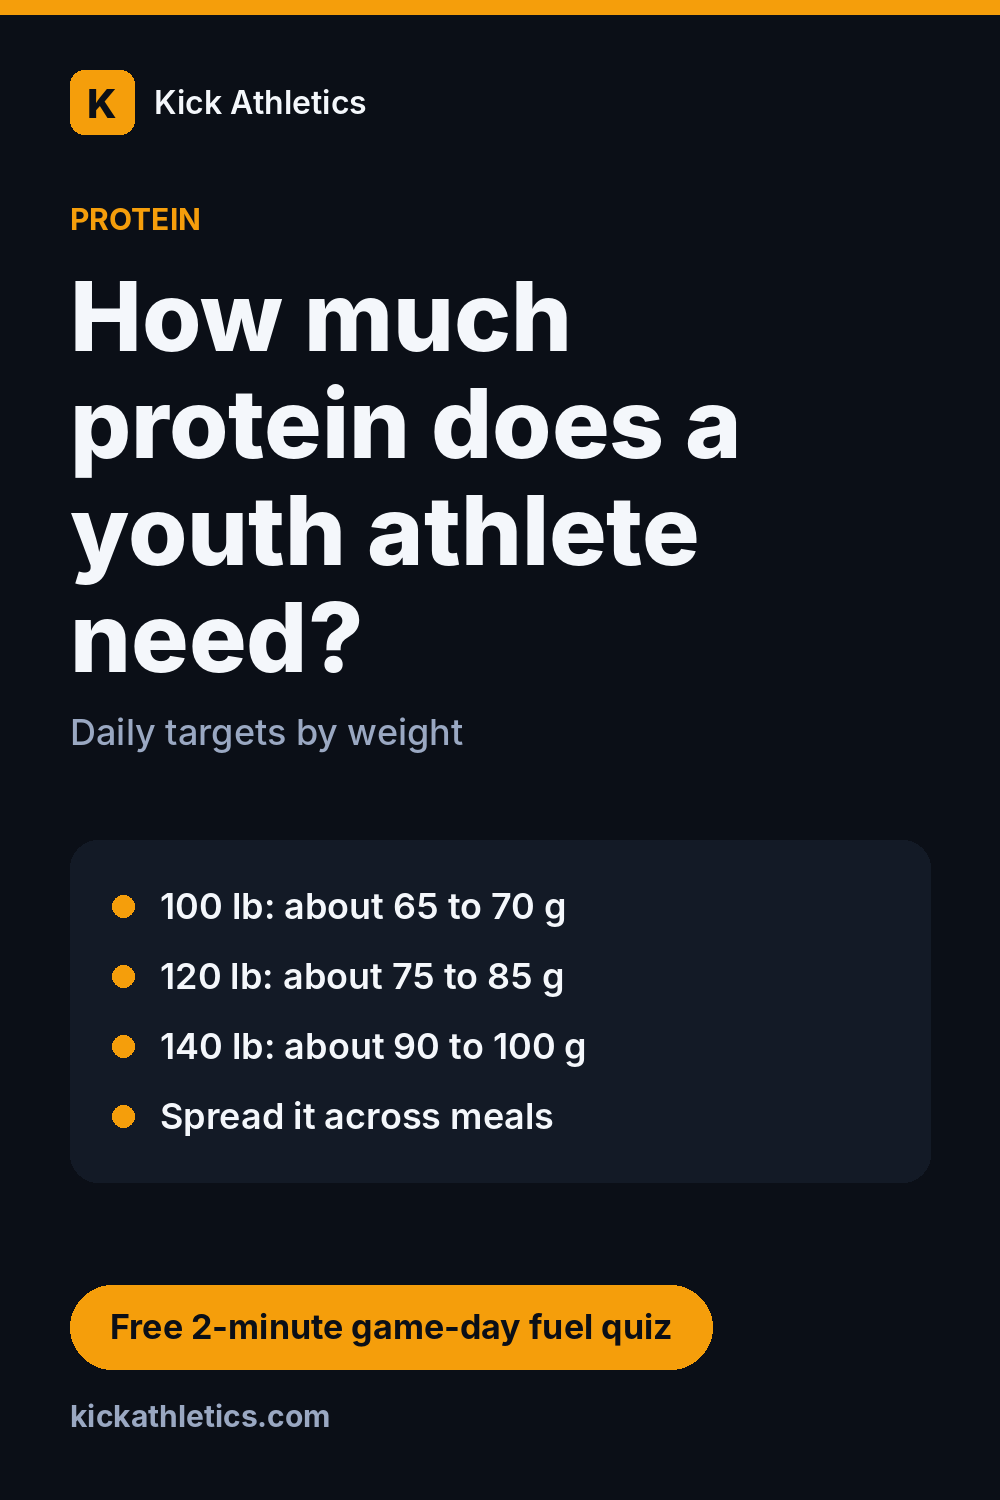 K
Kick Athletics
PROTEIN
How much
protein does a
youth athlete
need?
Daily targets by weight
100 lb: about 65 to 70 g
120 lb: about 75 to 85 g
140 lb: about 90 to 100 g
Spread it across meals
Free 2-minute game-day fuel quiz
kickathletics.com